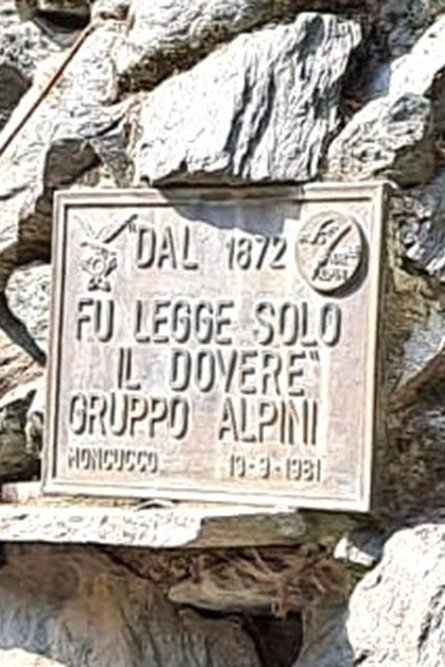 "DAL 1872
FU LEGGE SOLO
IL DOVERE"
GRUPPO ALPINI
MONCUCCO 13-9-1981